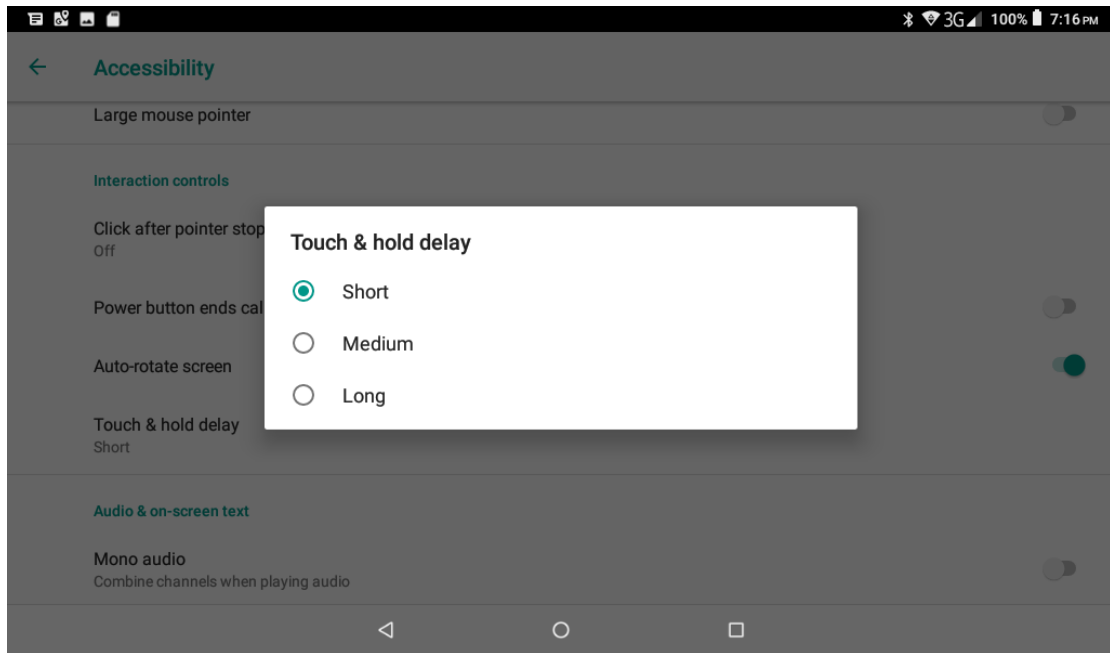 3G 100% 7:16 PM
Accessibility
Large mouse pointer
Interaction controls
Click after pointer stop
Off
Touch & hold delay
Short
Medium
Long
Power button ends cal
Auto-rotate screen
Touch & hold delay
Short
Audio & on-screen text
Mono audio
Combine channels when playing audio